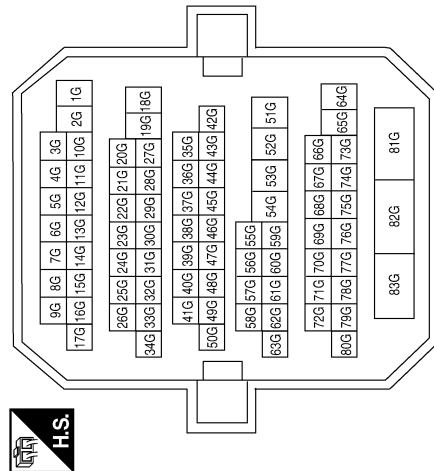 H.S.
9G 8G 7G 6G 5G 4G 3G
17G 16G 15G 14G 13G 12G 11G 10G 2G 1G
26G 25G 24G 23G 22G 21G 20G
34G 33G 32G 31G 30G 29G 28G 27G 19G 18G
41G 40G 39G 38G 37G 36G 35G
50G 49G 48G 47G 46G 45G 44G 43G 42G
58G 57G 56G 55G
63G 62G 61G 60G 59G 54G 53G 52G 51G
72G 71G 70G 69G 68G 67G 66G
80G 79G 78G 77G 76G 75G 74G 73G 65G 64G
83G 82G 81G